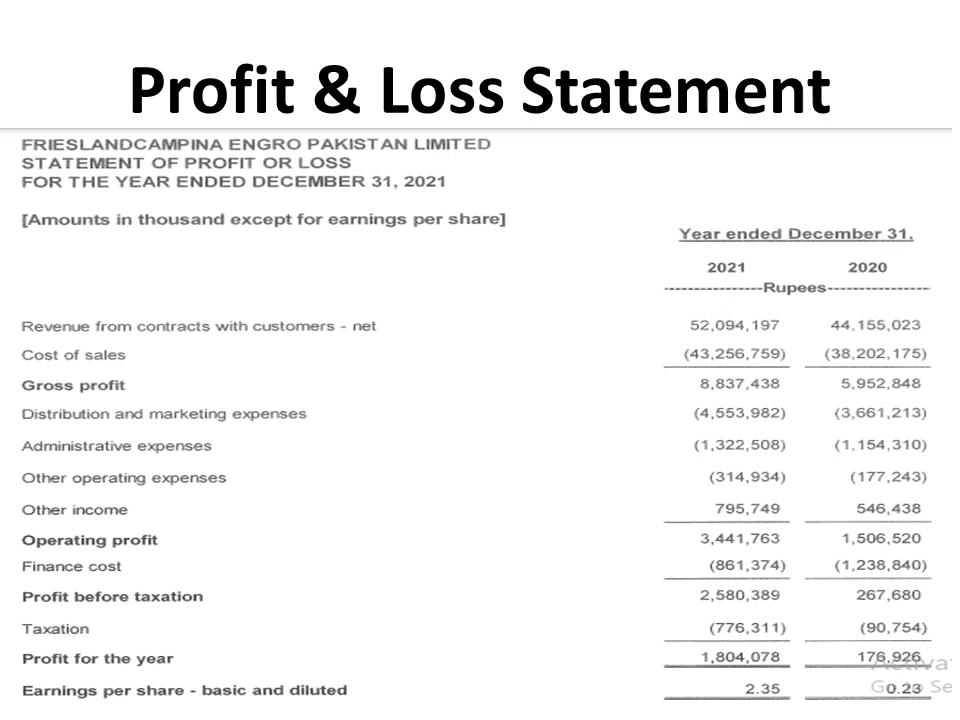 Profit & Loss Statement
FRIESLANDCAMPINA ENGRO PAKISTAN LIMITED
STATEMENT OF PROFIT OR LOSS
FOR THE YEAR ENDED DECEMBER 31, 2021
[Amounts in thousand except for earnings per share]
Year ended December 31,
2021 2020
-----------------Rupees-----------------
Revenue from contracts with customers - net 52,094,197 44,155,023
Cost of sales (43,256,759) (38,202,175)
Gross profit 8,837,438 5,952,848
Distribution and marketing expenses (4,553,982) (3,661,213)
Administrative expenses (1,322,508) (1,154,310)
Other operating expenses (314,934) (177,243)
Other income 795,749 546,438
Operating profit 3,441,763 1,506,520
Finance cost (861,374) (1,238,840)
Profit before taxation 2,580,389 267,680
Taxation (776,311) (90,754)
Profit for the year 1,804,078 176,926
Earnings per share - basic and diluted 2.35 0.23